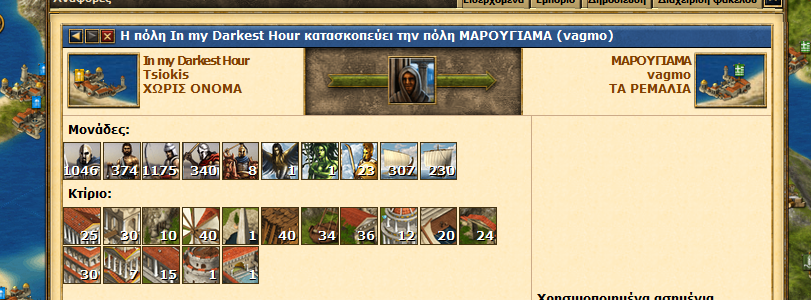 Εισερχόμενα Εμπόριο Δημοσίευση Διαχείριση φακέλου
Η πόλη In my Darkest Hour κατασκοπεύει την πόλη ΜΑΡΟΥΓΙΑΜΑ (vagmo)
In my Darkest Hour
Tsiokis
ΧΩΡΙΣ ΟΝΟΜΑ
ΜΑΡΟΥΓΙΑΜΑ
vagmo
ΤΑ ΡΕΜΑΛΙΑ
Μονάδες:
1046 374 1175 340 8 1 1 23 307 230
Κτίριο:
25 30 10 40 1 40 34 36 12 20 24
30 7 15 1 1
Χρησιμοποιημένα ασημένια